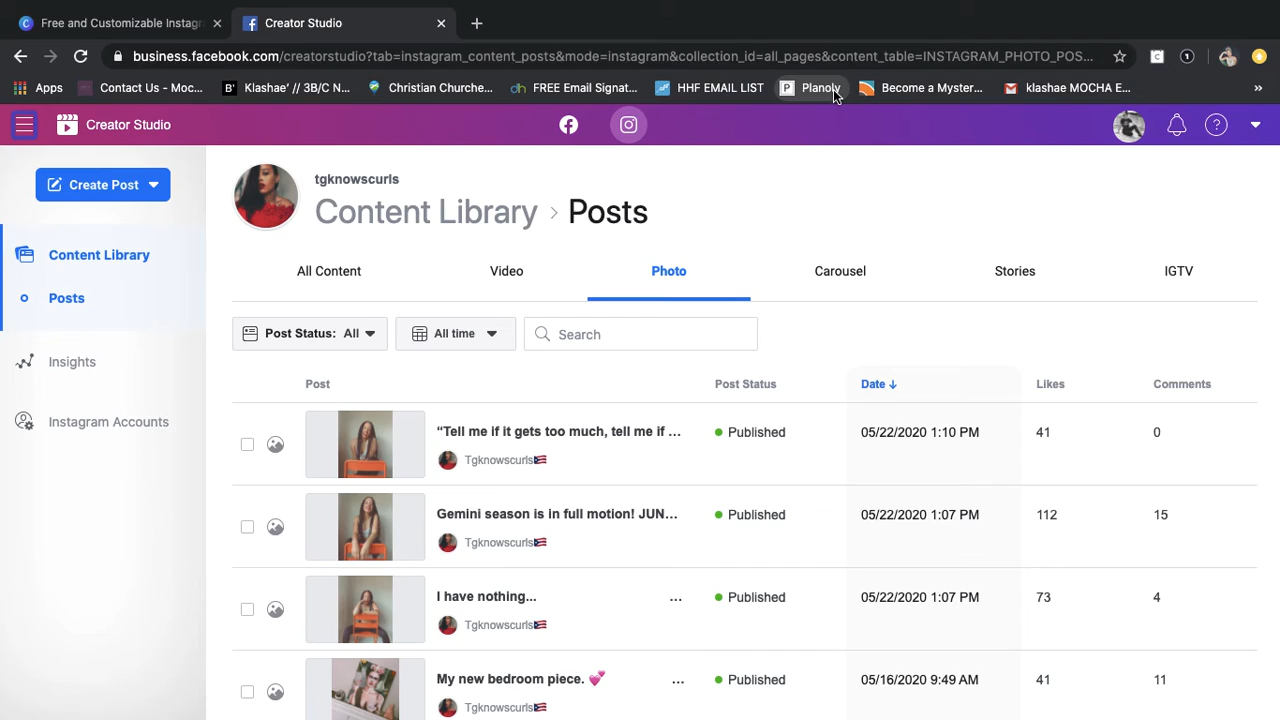 Free and Customizable Instagr
Creator Studio
business.facebook.com/creatorstudio?tab=instagram_content_posts&mode=instagram&collection_id=all_pages&content_table=INSTAGRAM_PHOTO_POS...
Apps
Contact Us - Moc...
Klashae’ // 3B/C N...
Christian Churche...
FREE Email Signat...
HHF EMAIL LIST
Planoly
Become a Myster...
klashae MOCHA E...
»
Creator Studio
Create Post
tgknowscurls
Content Library > Posts
Content Library
Posts
Insights
Instagram Accounts
All Content
Video
Photo
Carousel
Stories
IGTV
Post Status: All
All time
Search
Post
Post Status
Date ↓
Likes
Comments
“Tell me if it gets too much, tell me if ...
Tgknowscurls🇵🇷
Published
05/22/2020 1:10 PM
41
0
Gemini season is in full motion! JUN...
Tgknowscurls🇵🇷
Published
05/22/2020 1:07 PM
112
15
I have nothing... ...
Tgknowscurls🇵🇷
Published
05/22/2020 1:07 PM
73
4
My new bedroom piece. 💕 ...
Tgknowscurls🇵🇷
Published
05/16/2020 9:49 AM
41
11